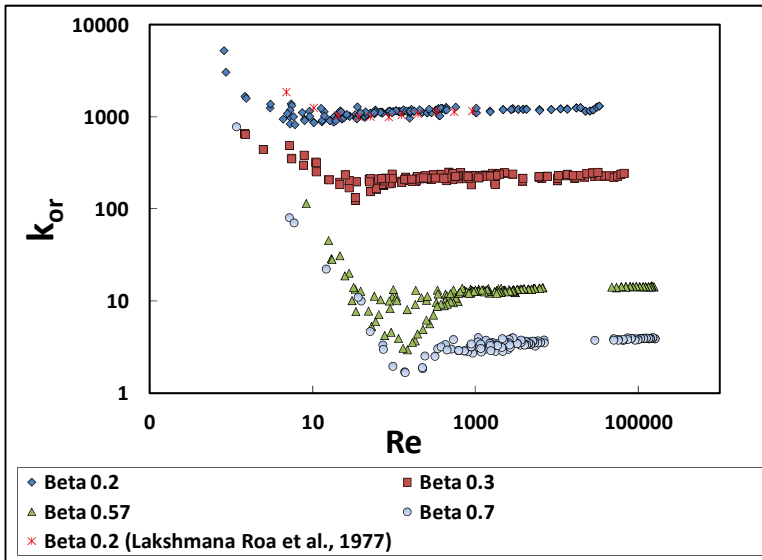 10000
1000
100
10
1
k_or
0
10
1000
100000
Re
Beta 0.2
Beta 0.3
Beta 0.57
Beta 0.7
Beta 0.2 (Lakshmana Roa et al., 1977)